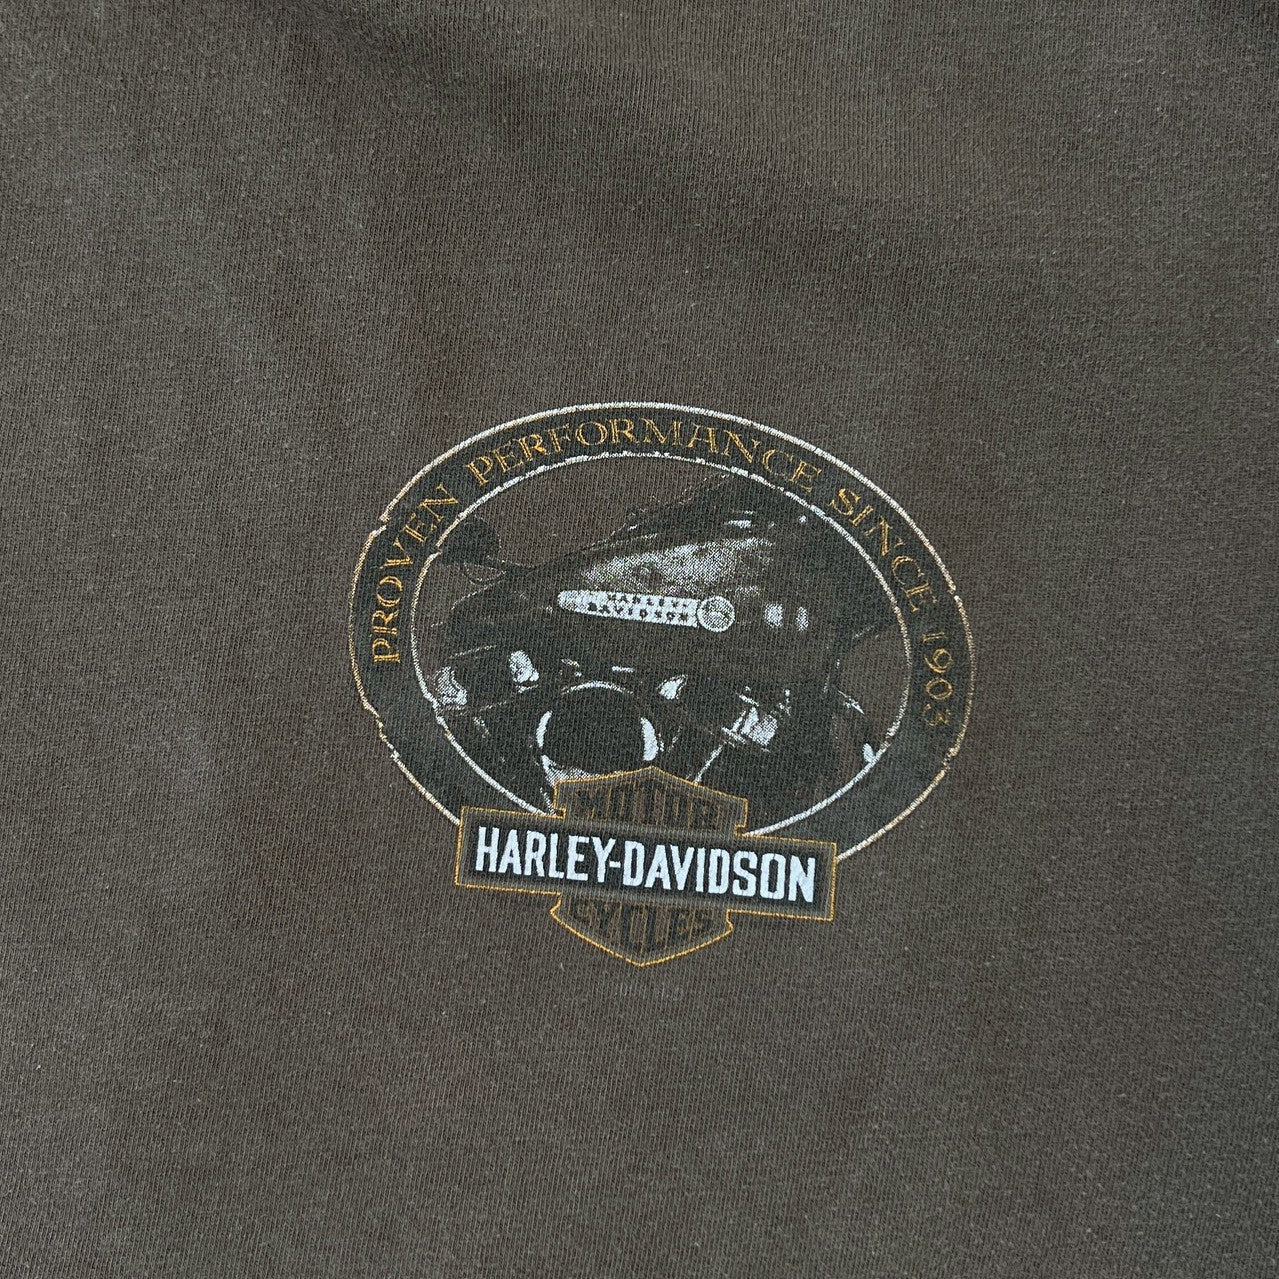 PROVEN PERFORMANCE SINCE 1903
HARLEY-
DAVIDSON
MOTOR
HARLEY-DAVIDSON
CYCLES